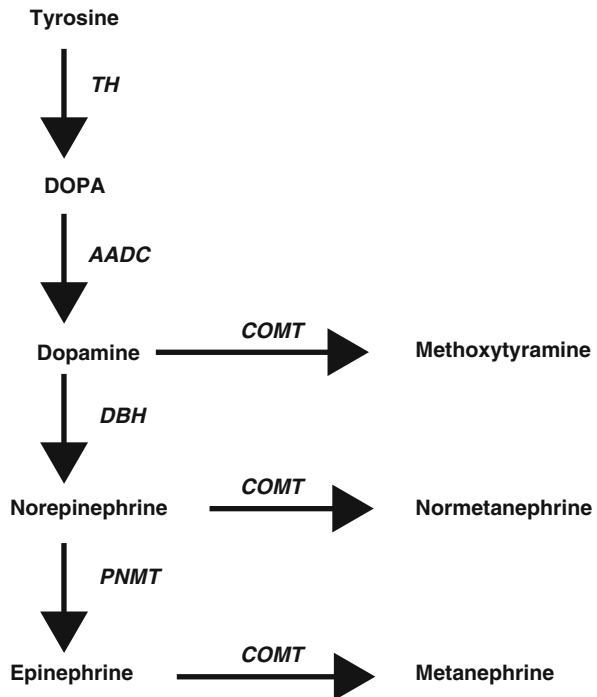 Tyrosine
TH
DOPA
AADC
Dopamine
COMT
Methoxytyramine
DBH
Norepinephrine
COMT
Normetanephrine
PNMT
Epinephrine
COMT
Metanephrine